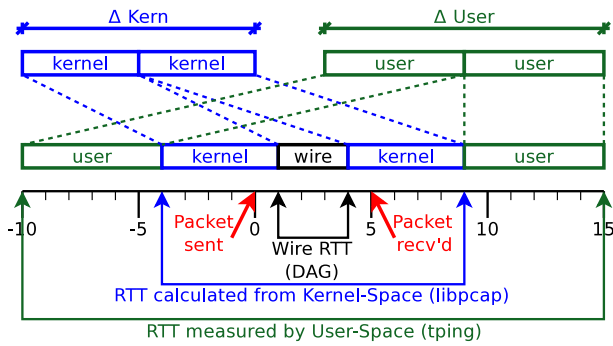 Δ Kern
Δ User
kernel kernel user user
user kernel wire kernel user
-10 -5 0 5 10 15
Packet
sent
Packet
recv'd
Wire RTT
(DAG)
RTT calculated from Kernel-Space (libpcap)
RTT measured by User-Space (tping)